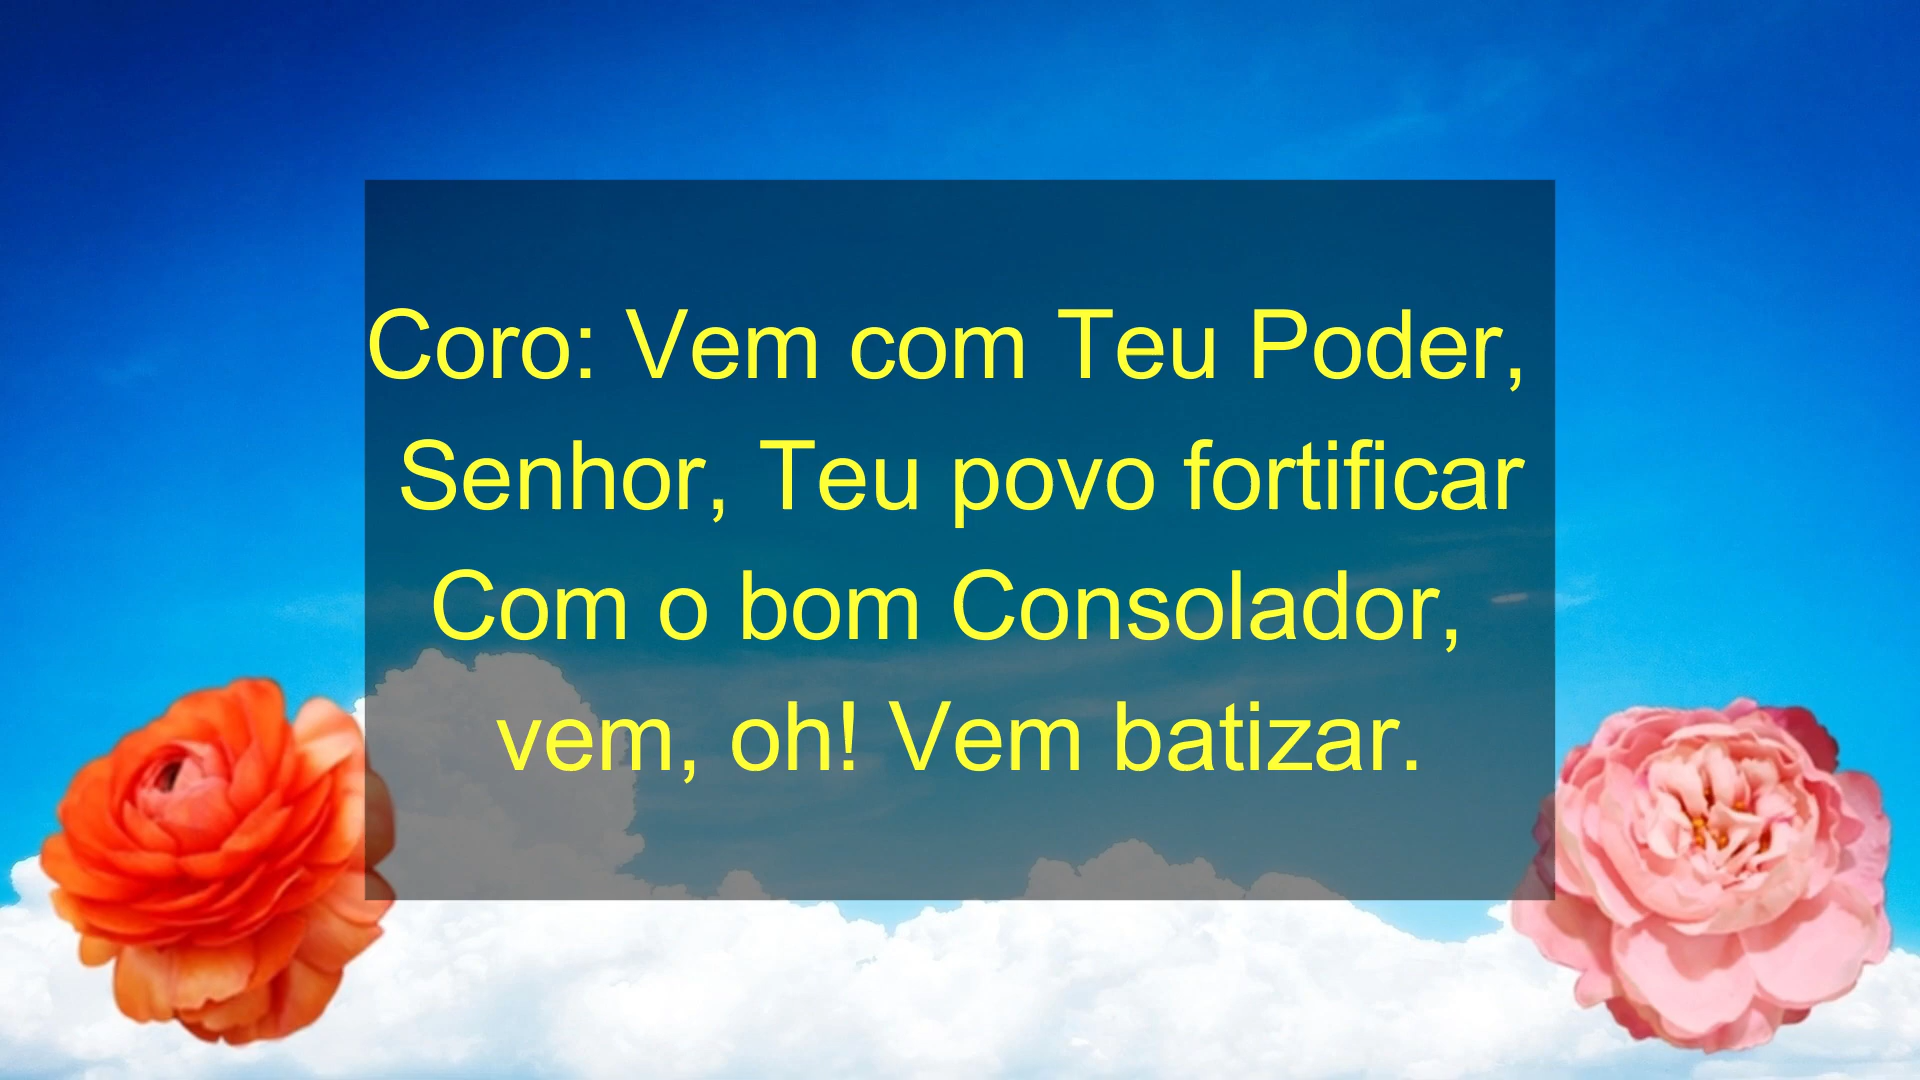 Coro: Vem com Teu Poder,
Senhor, Teu povo fortificar
Com o bom Consolador,
vem, oh! Vem batizar.